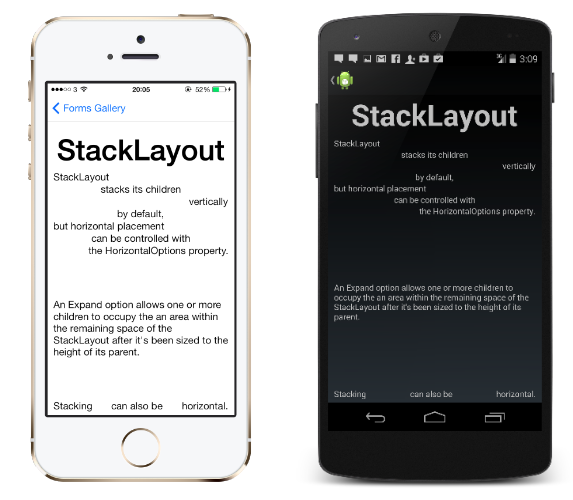 3
20:05
52%
Forms Gallery
StackLayout
StackLayout
stacks its children
vertically
by default,
but horizontal placement
can be controlled with
the HorizontalOptions property.
An Expand option allows one or more
children to occupy the an area within
the remaining space of the
StackLayout after it's been sized to the
height of its parent.
Stacking can also be horizontal.
3:09
StackLayout
StackLayout
stacks its children
vertically
by default,
but horizontal placement
can be controlled with
the HorizontalOptions property.
An Expand option allows one or more children to
occupy the an area within the remaining space of the
StackLayout after it's been sized to the height of its
parent.
Stacking can also be horizontal.